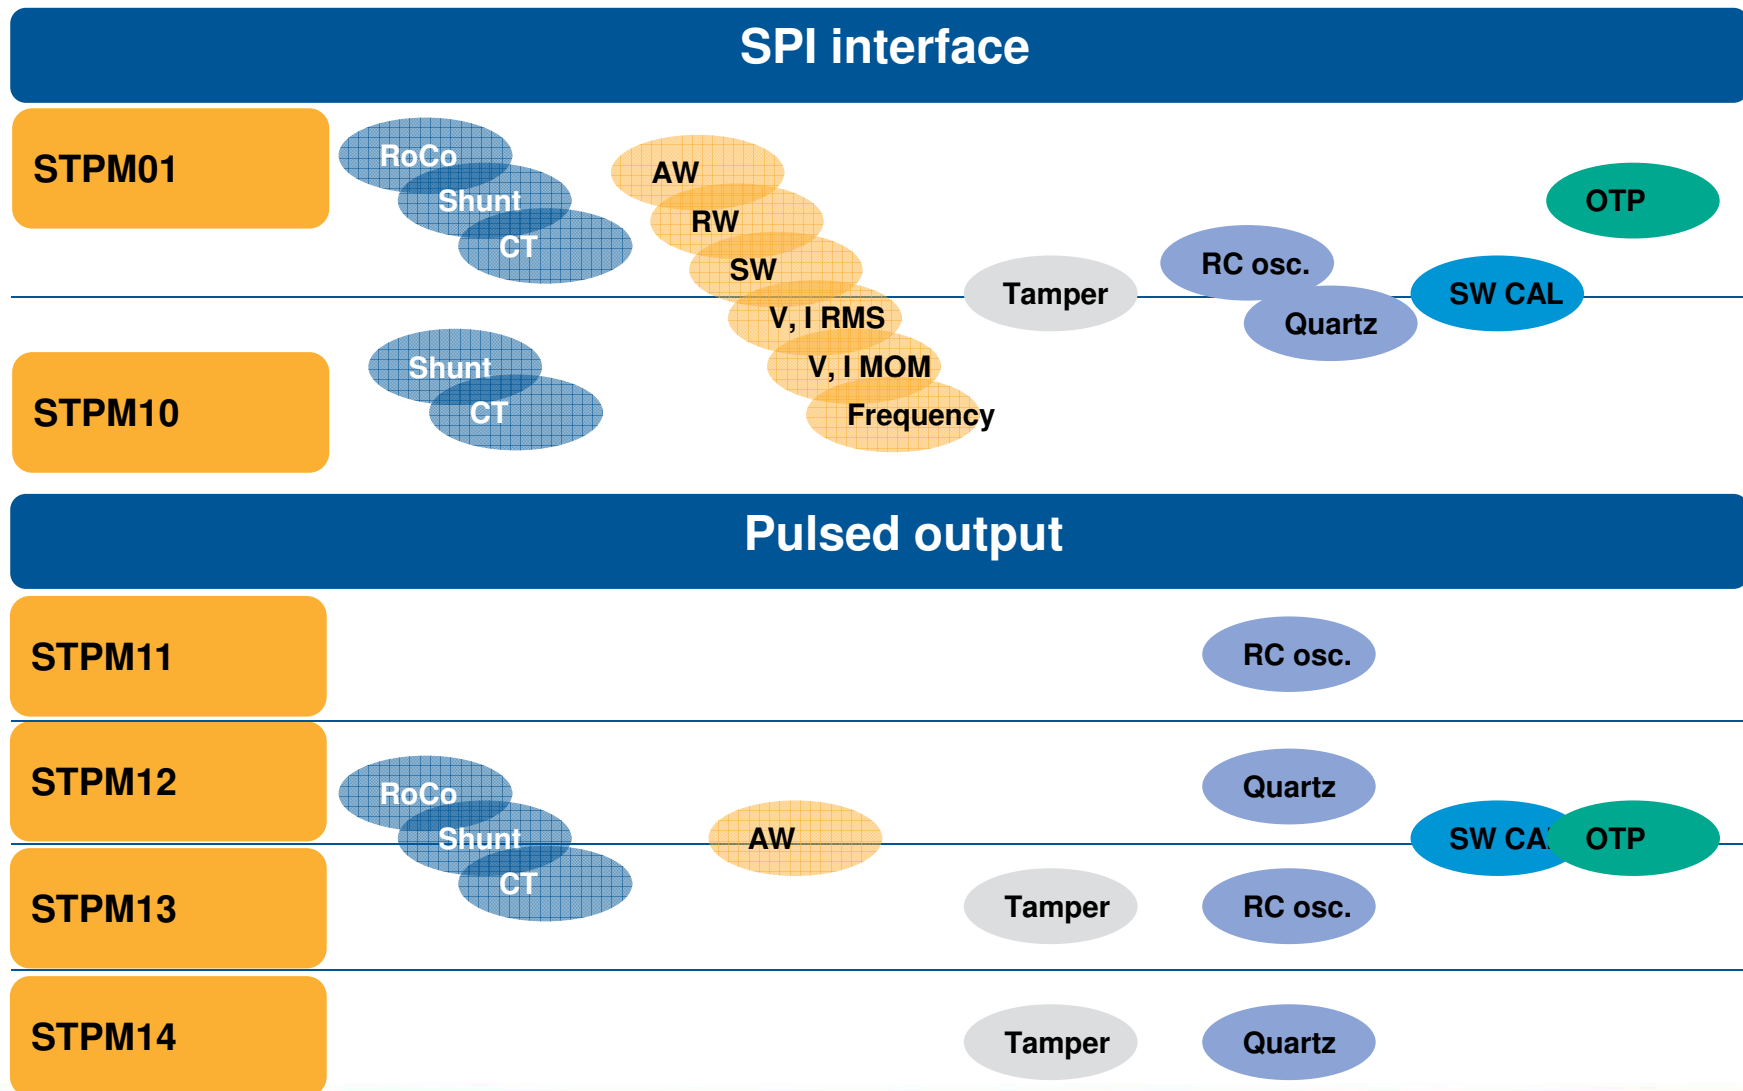 SPI interface
STPM01
RoCo
Shunt
CT
AW
RW
SW
V, I RMS
V, I MOM
Frequency
Tamper
RC osc.
Quartz
SW CAL
OTP
STPM10
Shunt
CT
Pulsed output
STPM11
RC osc.
STPM12
RoCo
Shunt
CT
AW
Quartz
SW CAL
OTP
STPM13
Tamper
RC osc.
STPM14
Tamper
Quartz